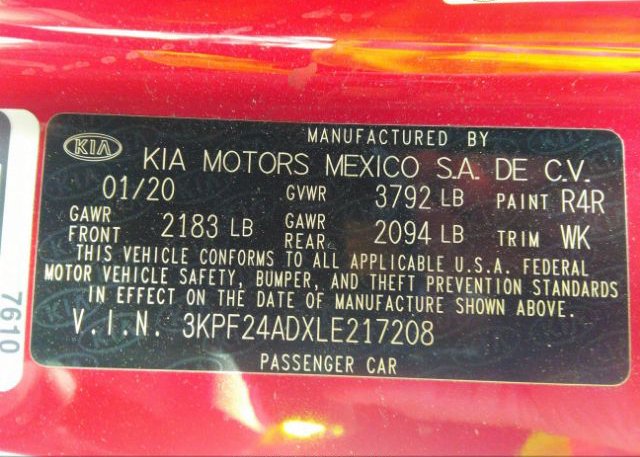 MANUFACTURED BY
KIA KIA MOTORS MEXICO S.A. DE C.V.
01/20 GVWR 3792 LB PAINT R4R
GAWR FRONT 2183 LB GAWR REAR 2094 LB TRIM WK
THIS VEHICLE CONFORMS TO ALL APPLICABLE U.S.A. FEDERAL
MOTOR VEHICLE SAFETY, BUMPER, AND THEFT PREVENTION STANDARDS
IN EFFECT ON THE DATE OF MANUFACTURE SHOWN ABOVE.
V.I.N. 3KPF24ADXLE217208
PASSENGER CAR
7610